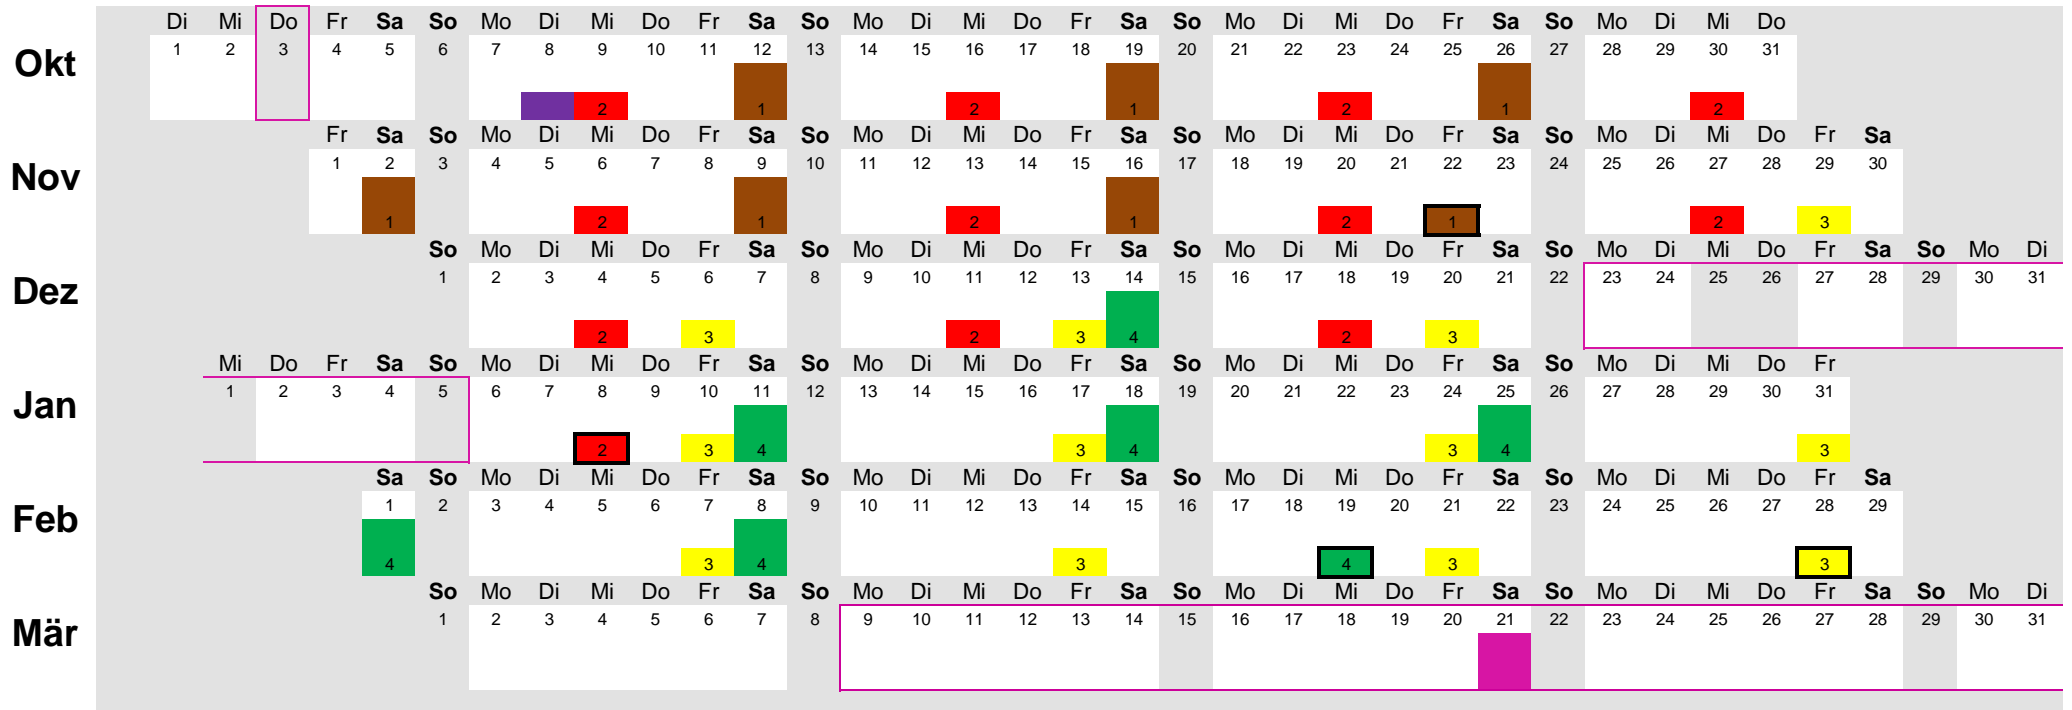 Di Mi Do Fr Sa So Mo Di Mi Do Fr Sa So Mo Di Mi Do Fr Sa So Mo Di Mi Do Fr Sa So Mo Di Mi Do
Okt 1 2 3 4 5 6 7 8 9 10 11 12 13 14 15 16 17 18 19 20 21 22 23 24 25 26 27 28 29 30 31
2 1 2 1 2 1 2
Fr Sa So Mo Di Mi Do Fr Sa So Mo Di Mi Do Fr Sa So Mo Di Mi Do Fr Sa So Mo Di Mi Do Fr Sa
Nov 1 2 3 4 5 6 7 8 9 10 11 12 13 14 15 16 17 18 19 20 21 22 23 24 25 26 27 28 29 30
1 2 1 2 1 2 1 2 3
So Mo Di Mi Do Fr Sa So Mo Di Mi Do Fr Sa So Mo Di Mi Do Fr Sa So Mo Di Mi Do Fr Sa So Mo Di
Dez 1 2 3 4 5 6 7 8 9 10 11 12 13 14 15 16 17 18 19 20 21 22 23 24 25 26 27 28 29 30 31
2 3 2 3 4 2 3
Mi Do Fr Sa So Mo Di Mi Do Fr Sa So Mo Di Mi Do Fr Sa So Mo Di Mi Do Fr Sa So Mo Di Mi Do Fr
Jan 1 2 3 4 5 6 7 8 9 10 11 12 13 14 15 16 17 18 19 20 21 22 23 24 25 26 27 28 29 30 31
2 3 4 3 4 3 4 3
Sa So Mo Di Mi Do Fr Sa So Mo Di Mi Do Fr Sa So Mo Di Mi Do Fr Sa So Mo Di Mi Do Fr Sa
Feb 1 2 3 4 5 6 7 8 9 10 11 12 13 14 15 16 17 18 19 20 21 22 23 24 25 26 27 28 29
4 3 4 3 4 3 3
So Mo Di Mi Do Fr Sa So Mo Di Mi Do Fr Sa So Mo Di Mi Do Fr Sa So Mo Di Mi Do Fr Sa So Mo Di
Mär 1 2 3 4 5 6 7 8 9 10 11 12 13 14 15 16 17 18 19 20 21 22 23 24 25 26 27 28 29 30 31